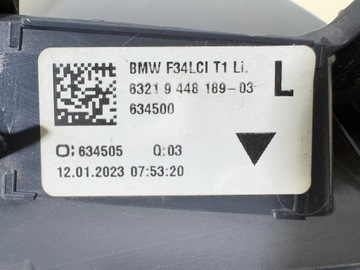 BMW F34LCI T1 Li.
6321 9 448 189-03 L
634500
O: 634505 Q:03
12.01.2023 07:53:20